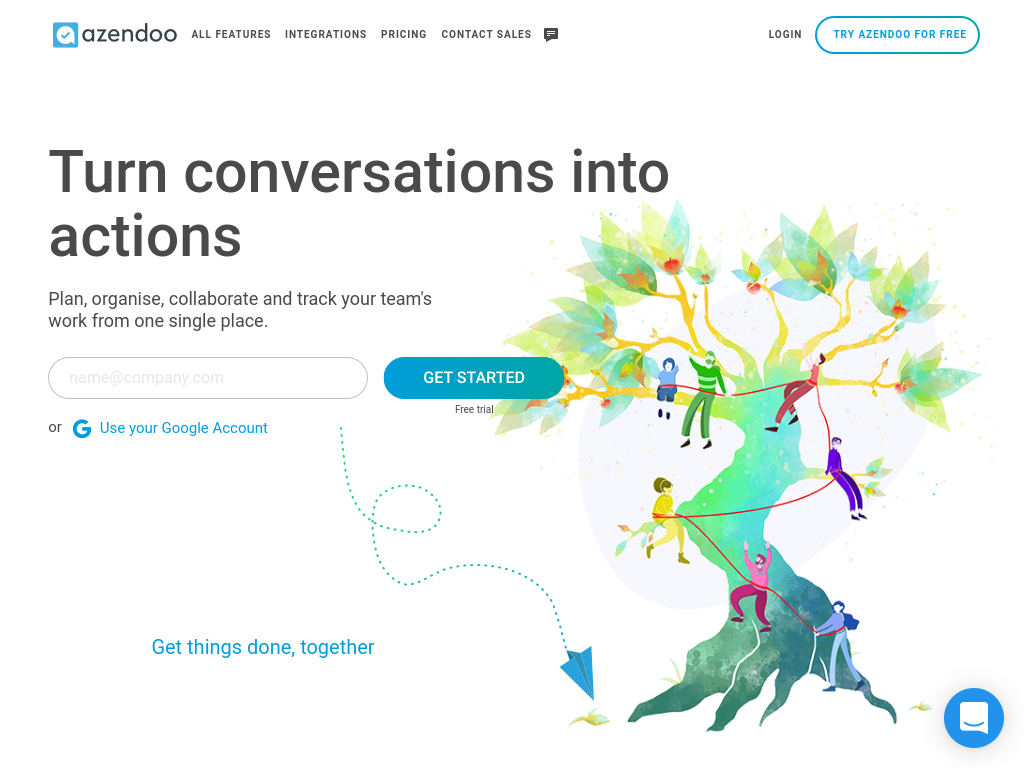 azendoo ALL FEATURES INTEGRATIONS PRICING CONTACT SALES LOGIN TRY AZENDOO FOR FREE
Turn conversations into
actions
Plan, organise, collaborate and track your team's
work from one single place.
name@company.com GET STARTED
Free trial
or Use your Google Account
Get things done, together